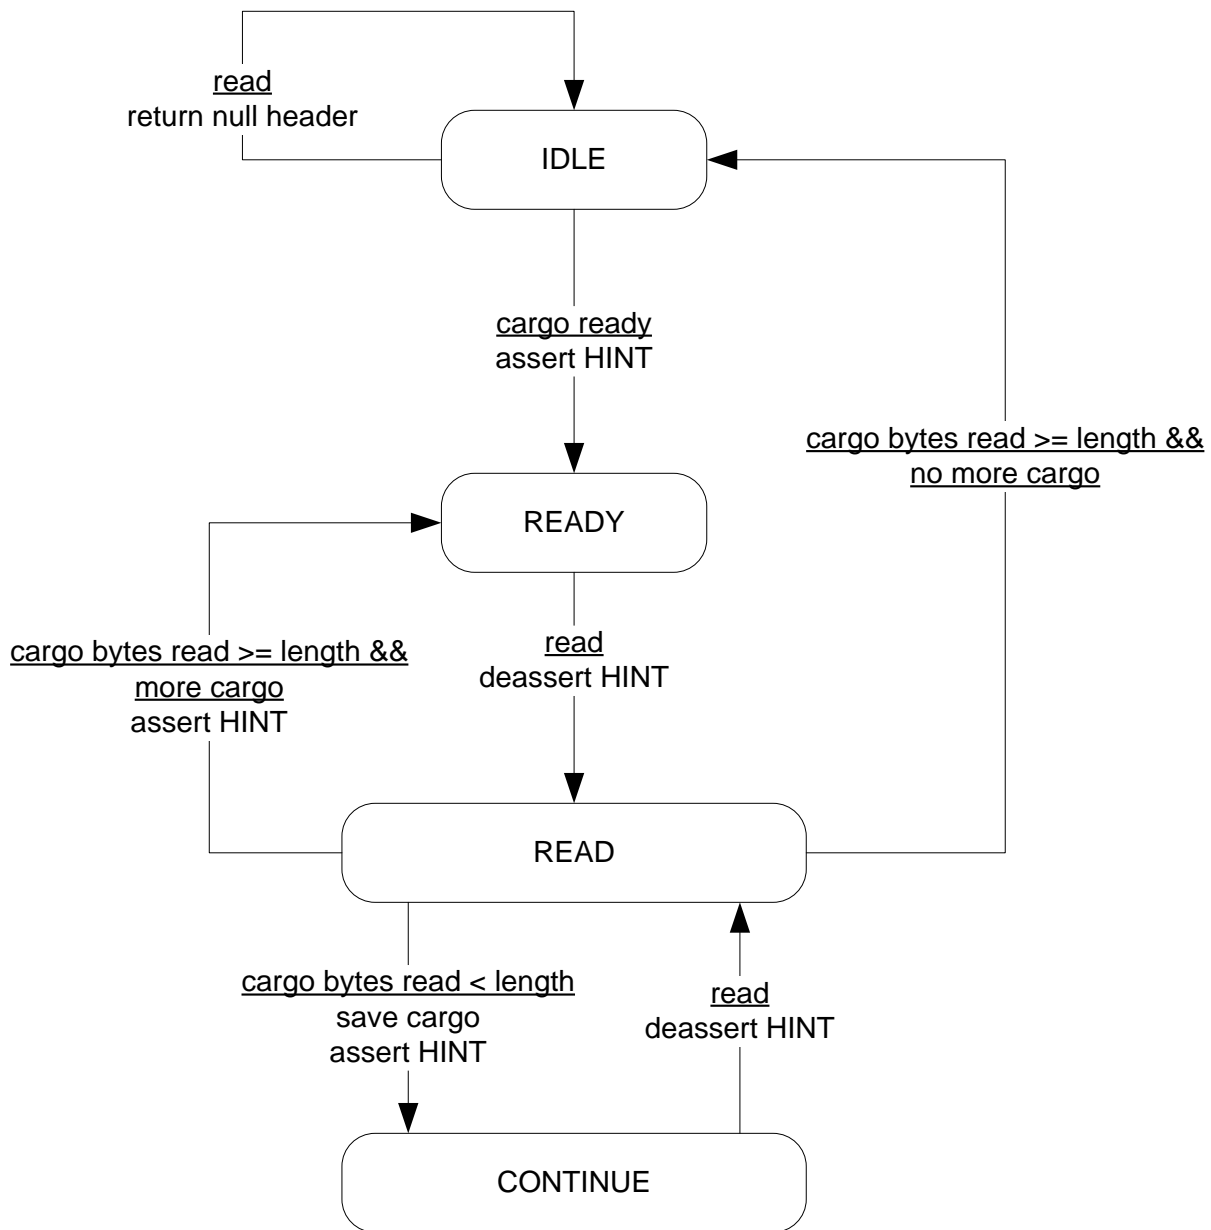 read
return null header
IDLE
cargo ready
assert HINT
cargo bytes read >= length &&
no more cargo
READY
cargo bytes read >= length &&
more cargo
assert HINT
read
deassert HINT
READ
cargo bytes read < length
save cargo
assert HINT
read
deassert HINT
CONTINUE